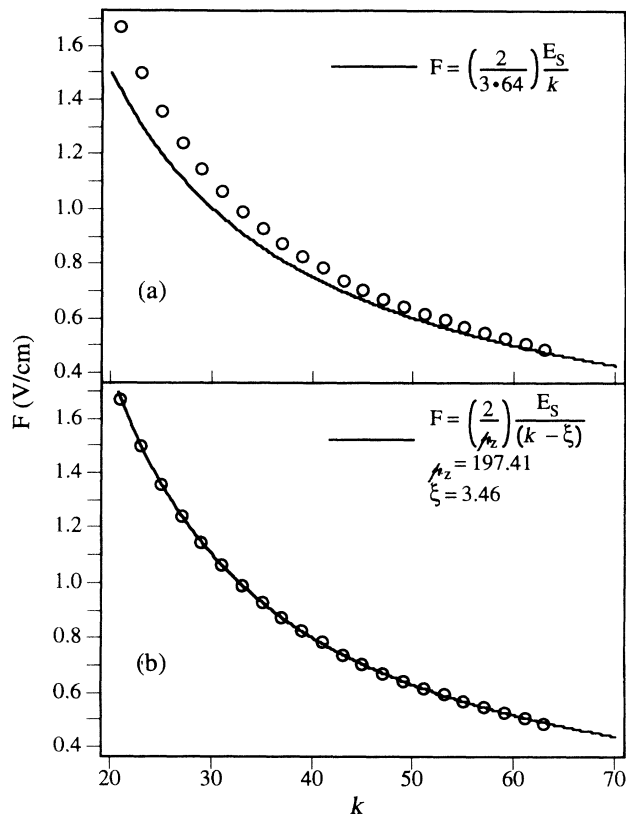 1.6
1.4
1.2
1.0
0.8
0.6
0.4
F = (2 / 3•64) E_S / k
(a)
F (V/cm)
1.6
1.4
1.2
1.0
0.8
0.6
0.4
F = (2 / p_z) E_S / (k − ξ)
p_z = 197.41
ξ = 3.46
(b)
20 30 40 50 60 70
k